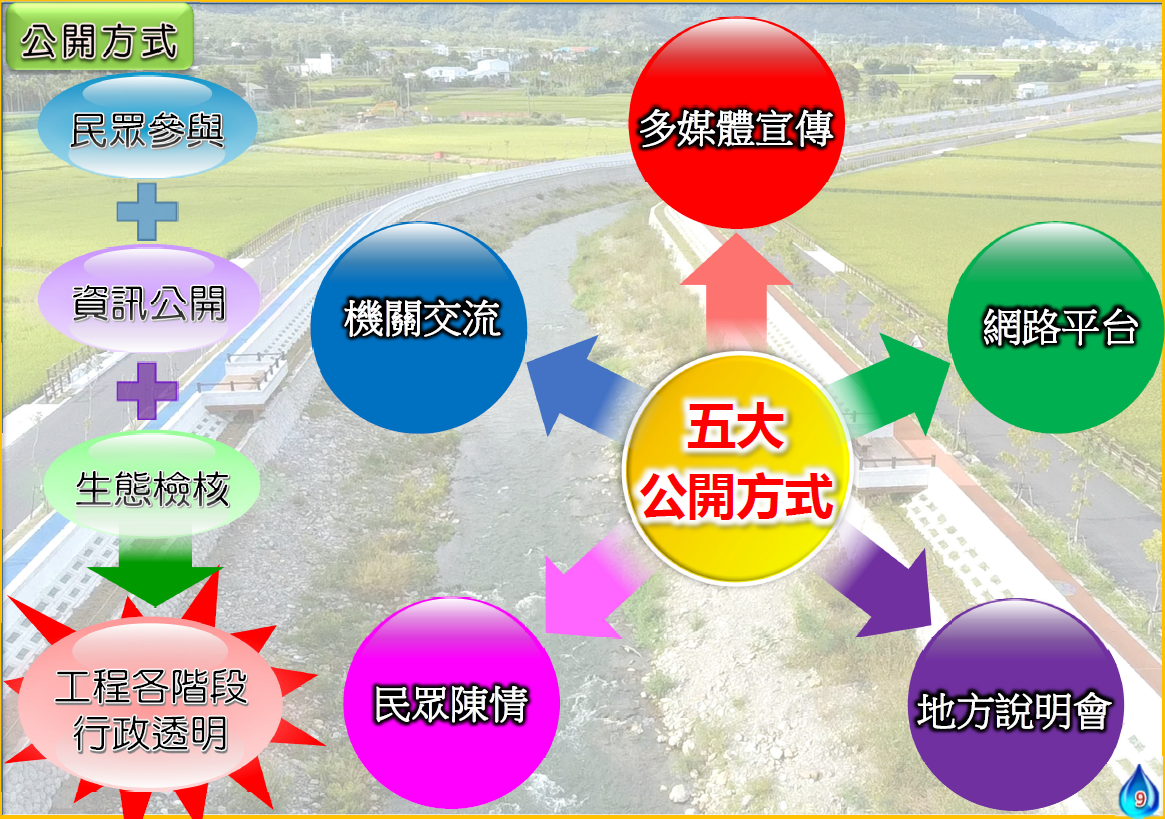 公開方式
民眾參與
資訊公開
生態檢核
工程各階段
行政透明
多媒體宣傳
機關交流
網路平台
五大
公開方式
民眾陳情
地方說明會
9